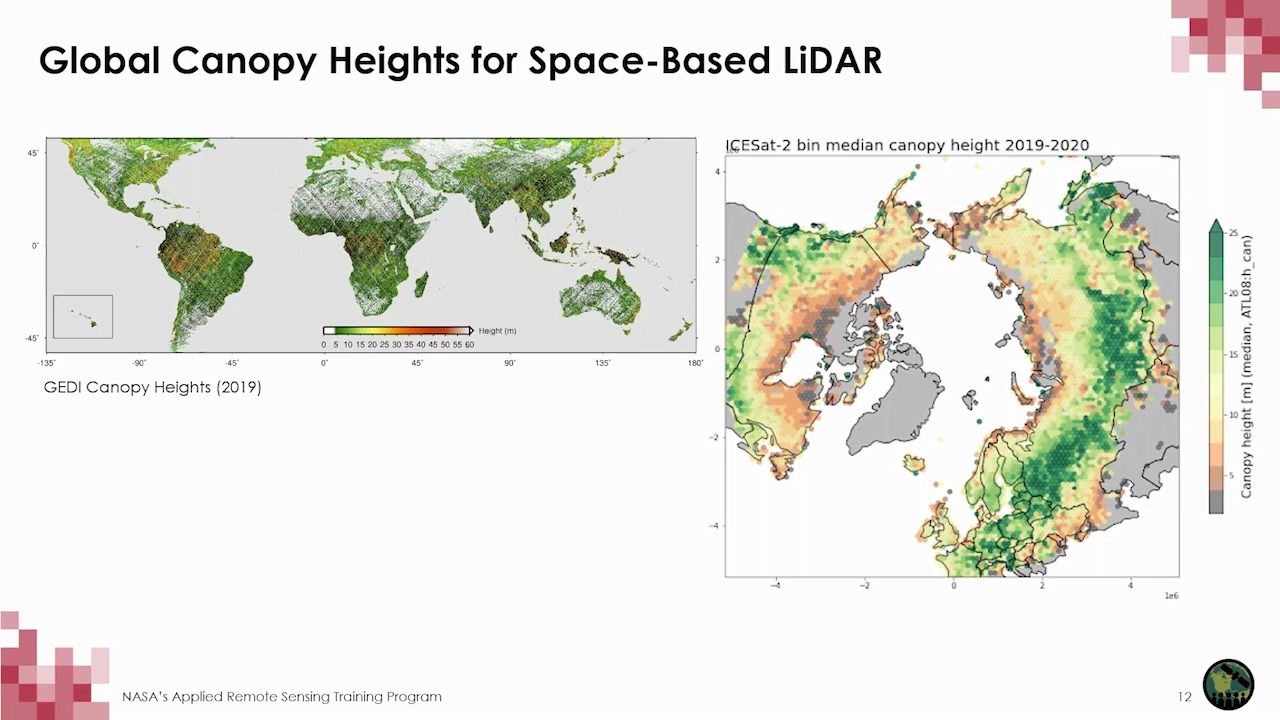 Global Canopy Heights for Space-Based LiDAR
45˚
0˚
-45˚
-135˚ -90˚ -45˚ 0˚ 45˚ 90˚ 135˚ 180˚
Height (m)
0 5 10 15 20 25 30 35 40 45 50 55 60
GEDI Canopy Heights (2019)
ICESat-2 bin median canopy height 2019-2020
4
2
0
−2
−4
−4 −2 0 2 4
1e6
25
20
15
10
5
Canopy height [m] (median, ATL08:h_can)
NASA's Applied Remote Sensing Training Program
12